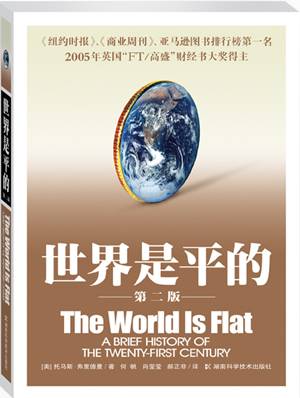 《纽约时报》、《商业周刊》、亚马逊图书排行榜第一名
2005年英国“FT/高盛”财经书大奖得主
世界是平的
第二版
The World Is Flat
A BRIEF HISTORY OF
THE TWENTY-FIRST CENTURY
[美]托马斯·弗里德曼/著 何帆 肖莹莹 郝正非/译 湖南科学技术出版社
世界是平的
The World Is Flat